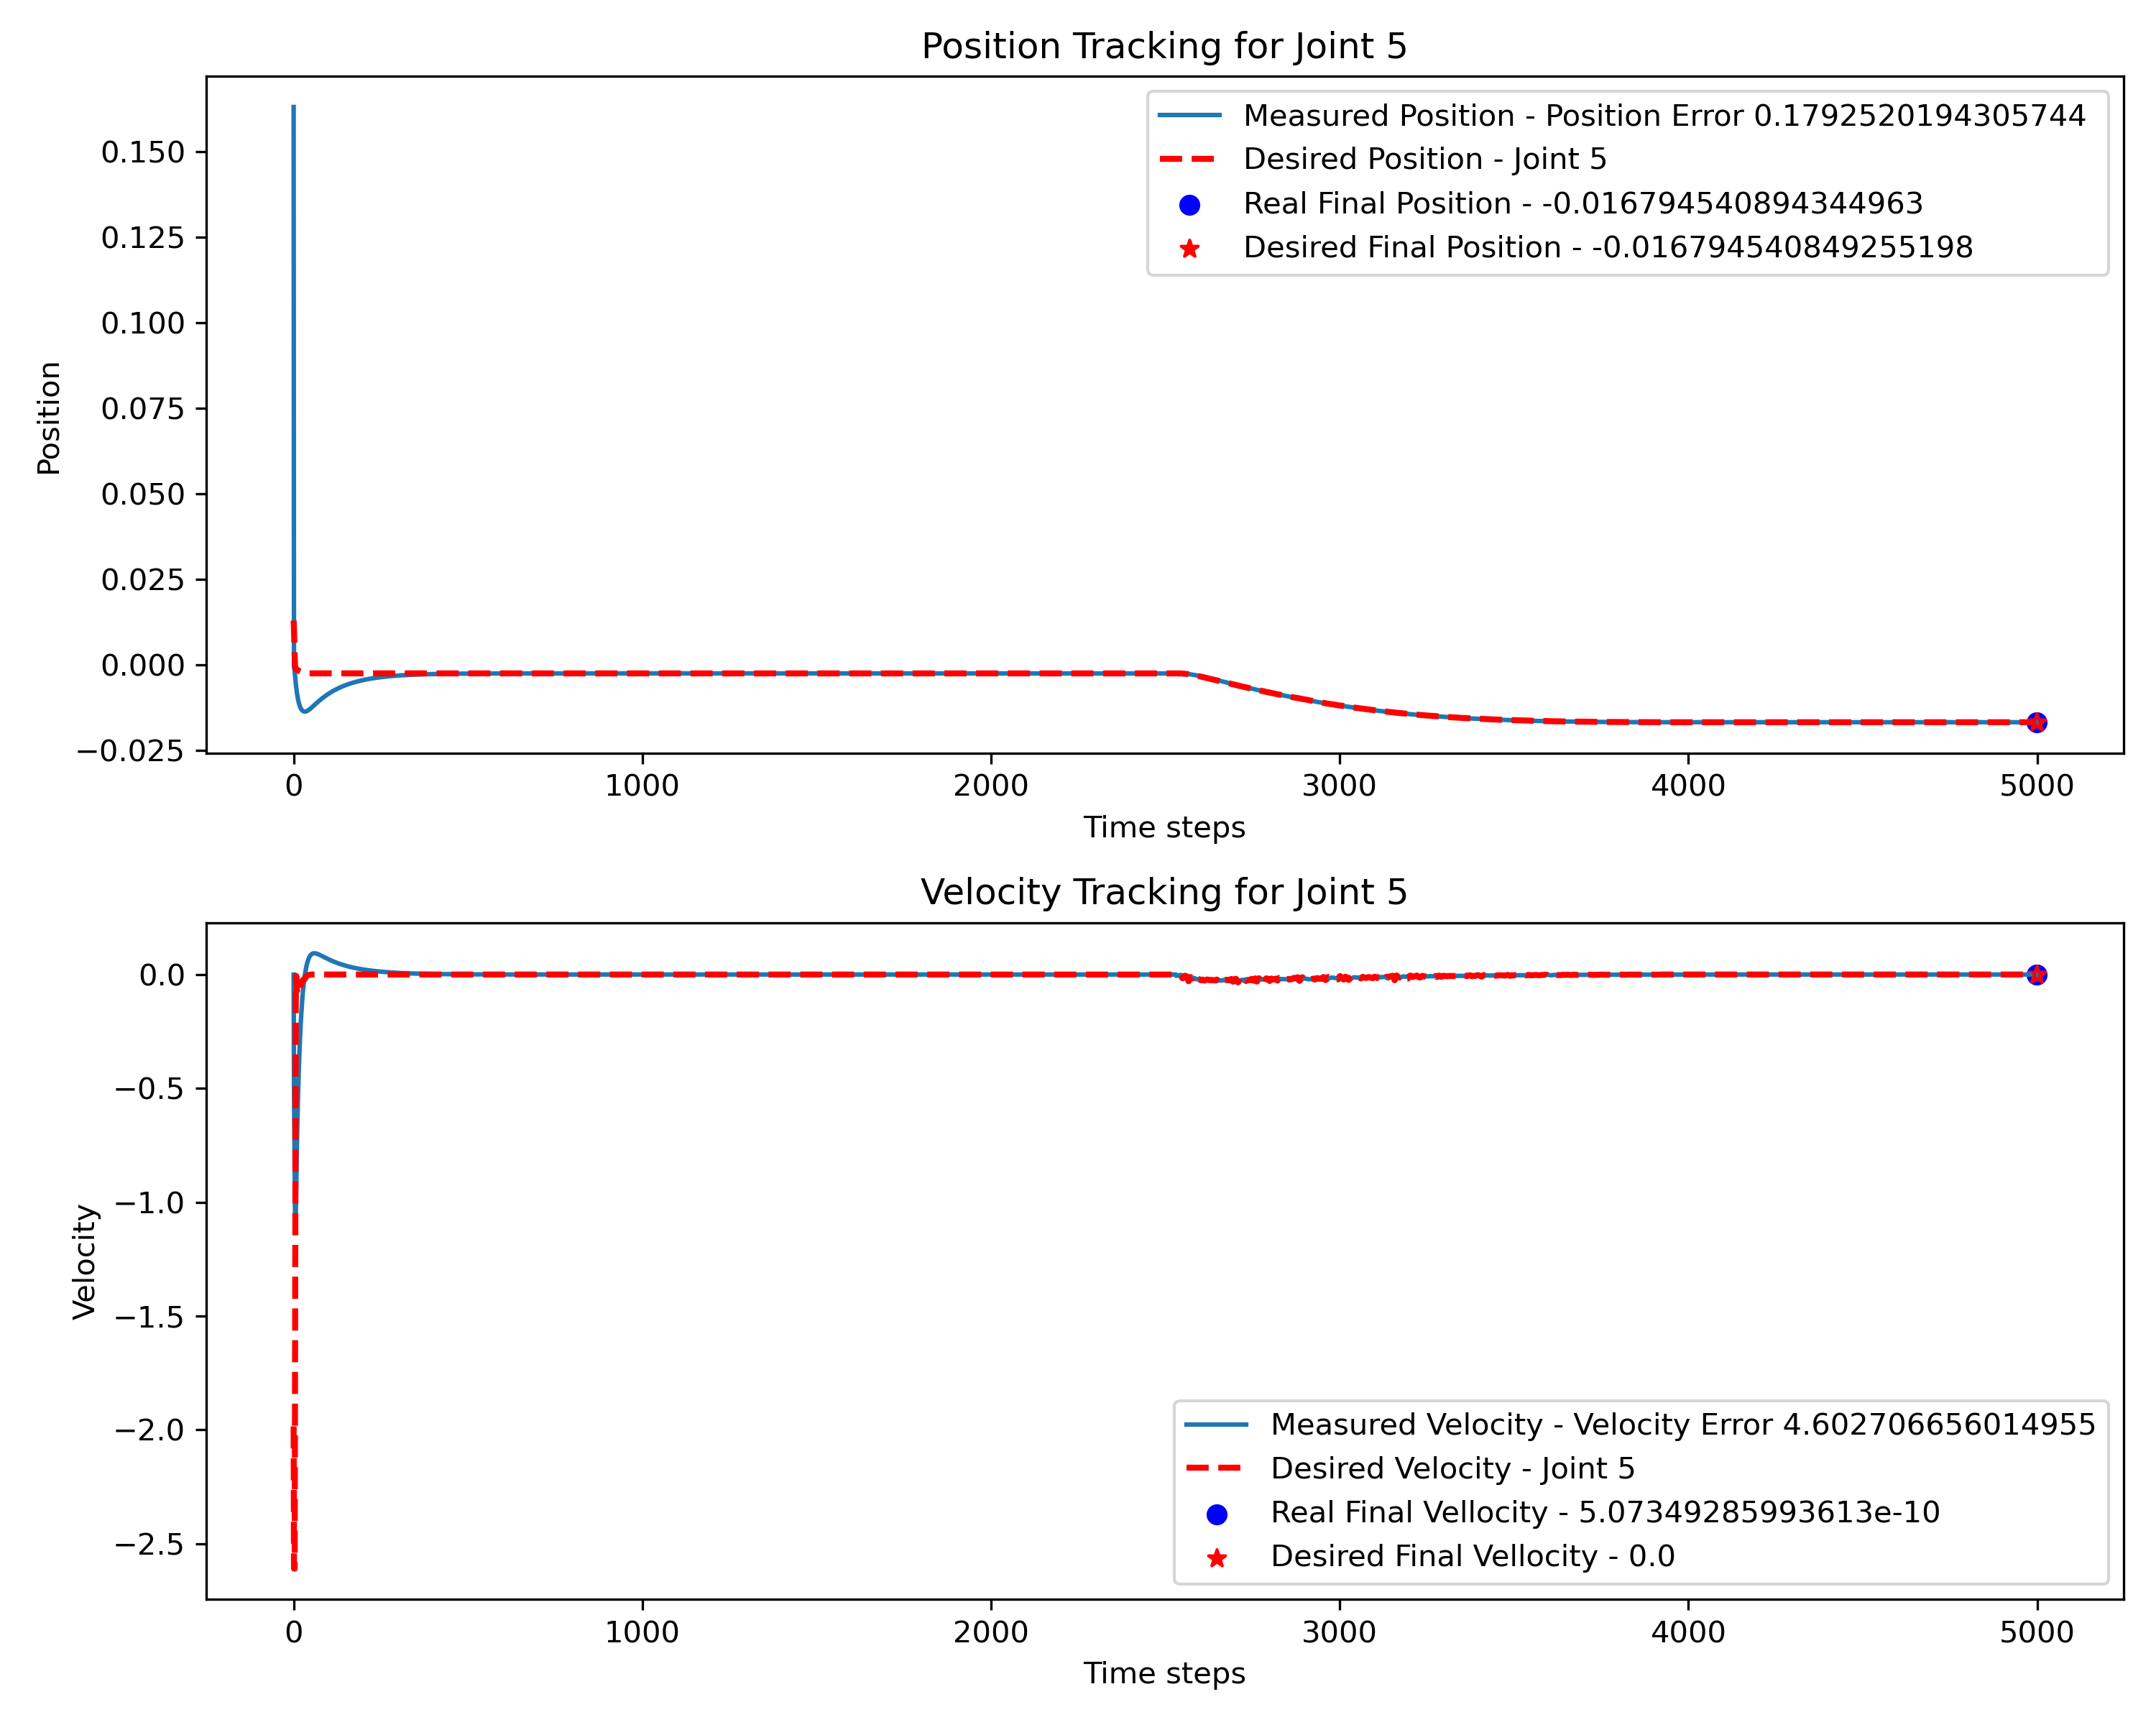 Position Tracking for Joint 5
Measured Position - Position Error 0.1792520194305744
Desired Position - Joint 5
Real Final Position - -0.016794540894344963
Desired Final Position - -0.016794540849255198
0.150
0.125
0.100
0.075
0.050
0.025
0.000
−0.025
Position
0 1000 2000 3000 4000 5000
Time steps
Velocity Tracking for Joint 5
0.0
−0.5
−1.0
−1.5
−2.0
−2.5
Velocity
Measured Velocity - Velocity Error 4.602706656014955
Desired Velocity - Joint 5
Real Final Vellocity - 5.07349285993613e-10
Desired Final Vellocity - 0.0
0 1000 2000 3000 4000 5000
Time steps